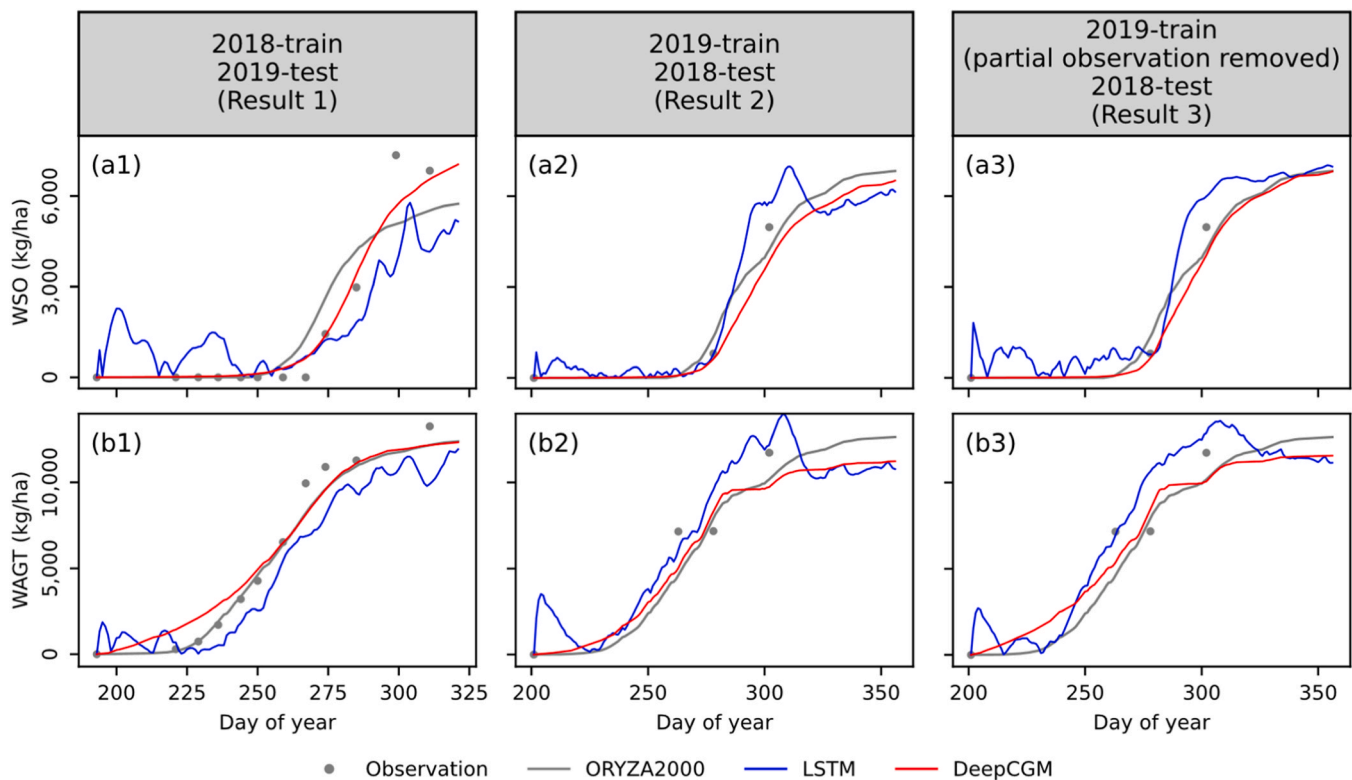 2018-train
2019-test
(Result 1)
2019-train
2018-test
(Result 2)
2019-train
(partial observation removed)
2018-test
(Result 3)
(a1)
(a2)
(a3)
WSO (kg/ha)
6,000
3,000
0
(b1)
(b2)
(b3)
WAGT (kg/ha)
10,000
5,000
0
200 225 250 275 300 325
200 250 300 350
200 250 300 350
Day of year
Day of year
Day of year
Observation
ORYZA2000
LSTM
DeepCGM